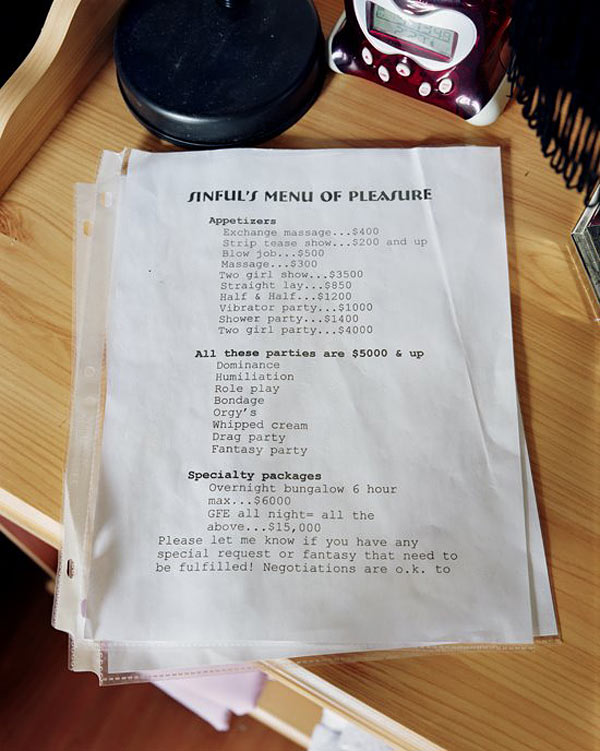 SINFUL'S MENU OF PLEASURE
Appetizers
Exchange massage...$400
Strip tease show...$200 and up
Blow job...$500
Massage...$300
Two girl show...$3500
Straight lay...$850
Half & Half...$1200
Vibrator party...$1000
Shower party...$1400
Two girl party...$4000
All these parties are $5000 & up
Dominance
Humiliation
Role play
Bondage
Orgy's
Whipped cream
Drag party
Fantasy party
Specialty packages
Overnight bungalow 6 hour
max...$6000
GFE all night= all the
above...$15,000
Please let me know if you have any
special request or fantasy that need to
be fulfilled! Negotiations are o.k. to